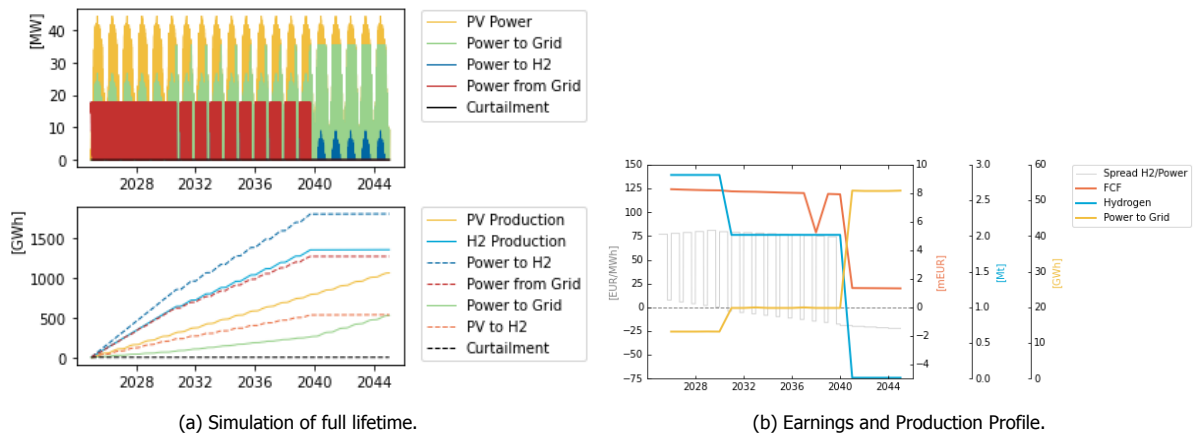 [MW]
40
30
20
10
0
2028 2032 2036 2040 2044
PV Power
Power to Grid
Power to H2
Power from Grid
Curtailment
[GWh]
1500
1000
500
0
2028 2032 2036 2040 2044
PV Production
H2 Production
Power to H2
Power from Grid
Power to Grid
PV to H2
Curtailment
(a) Simulation of full lifetime.
[EUR/MWh]
150
125
100
75
50
25
0
−25
−50
−75
2028 2032 2036 2040 2044
[mEUR]
10
8
6
4
2
0
−2
−4
[Mt]
3.0
2.5
2.0
1.5
1.0
0.5
0.0
[GWh]
60
50
40
30
20
10
0
Spread H2/Power
FCF
Hydrogen
Power to Grid
(b) Earnings and Production Profile.